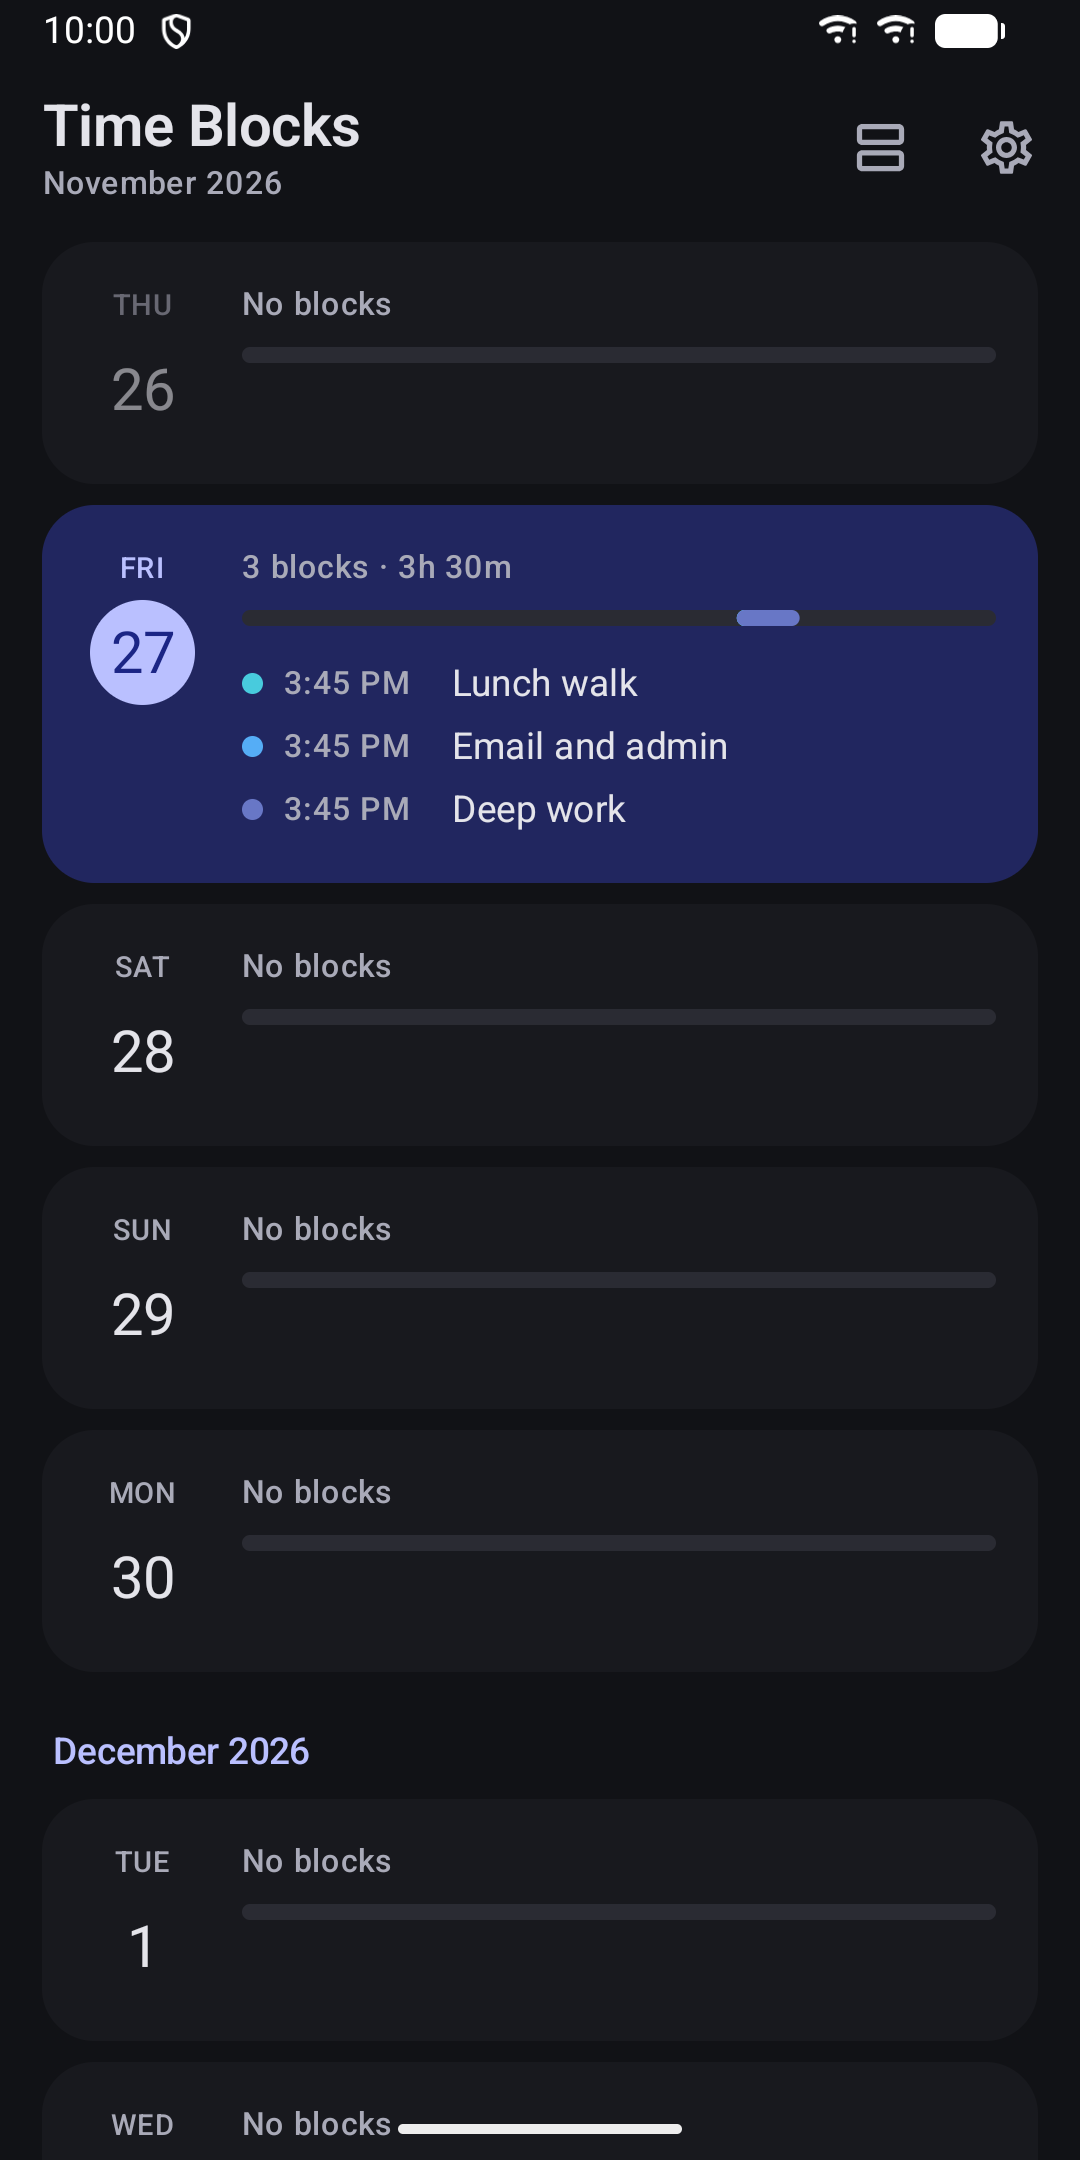 10:00
Time Blocks
November 2026
THU
No blocks
26
FRI
3 blocks · 3h 30m
27
3:45 PM Lunch walk
3:45 PM Email and admin
3:45 PM Deep work
SAT
No blocks
28
SUN
No blocks
29
MON
No blocks
30
December 2026
TUE
No blocks
1
WED
No blocks